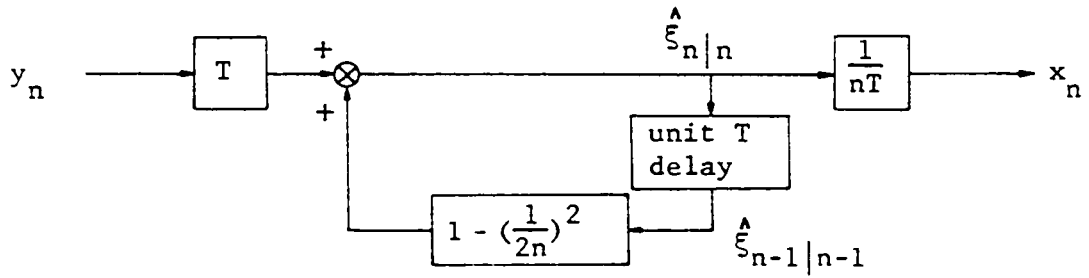 y_n
T
+
+
ξ̂_{n|n}
1/nT
x_n
unit T
delay
1 - (1/2n)^2
ξ̂_{n-1|n-1}